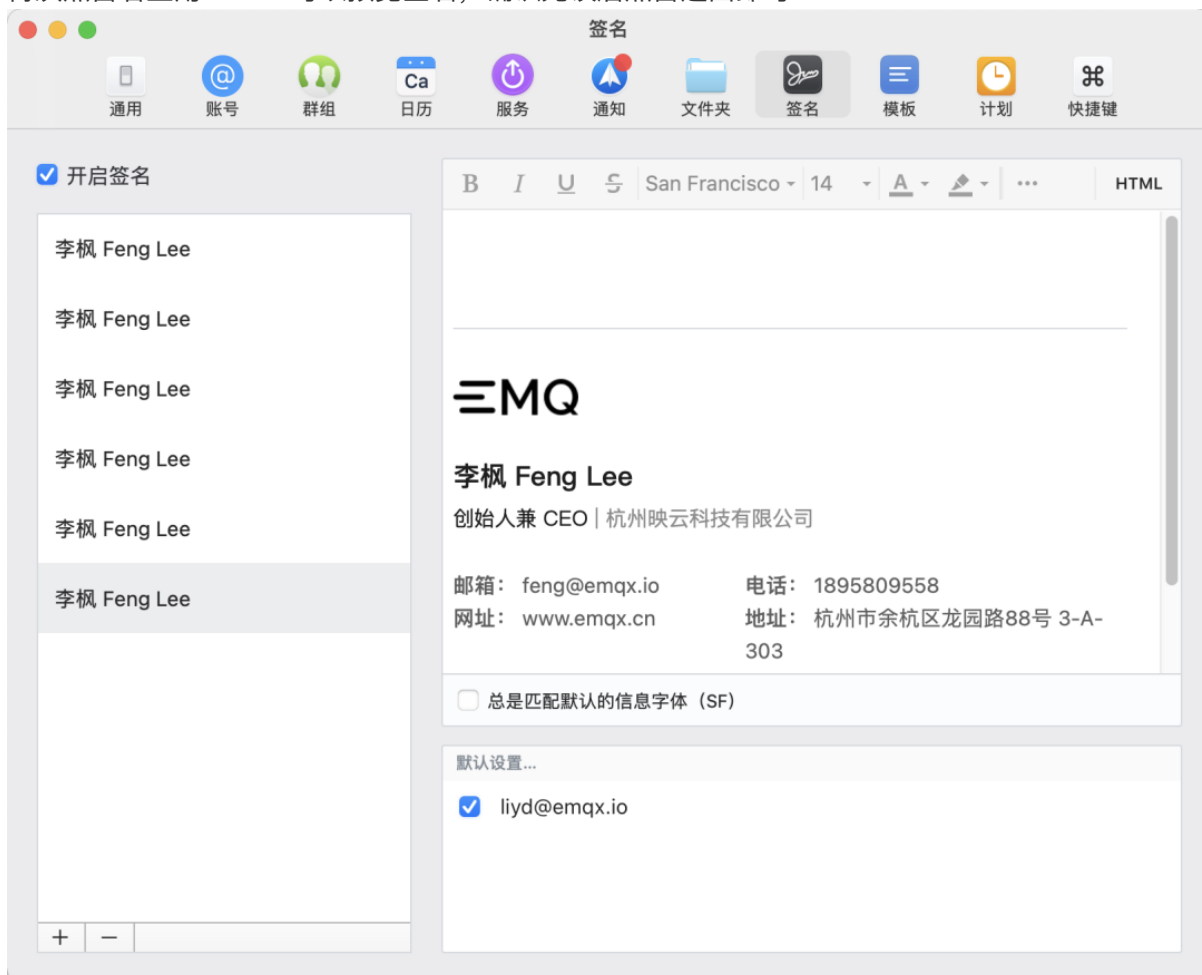 签名
通用 账号 群组 日历 服务 通知 文件夹 签名 模板 计划 快捷键
Ca
开启签名
B I U S San Francisco 14 A ··· HTML
李枫 Feng Lee
李枫 Feng Lee
李枫 Feng Lee
李枫 Feng Lee
李枫 Feng Lee
李枫 Feng Lee
EMQ
李枫 Feng Lee
创始人兼 CEO | 杭州映云科技有限公司
邮箱： feng@emqx.io 电话： 1895809558
网址： www.emqx.cn 地址： 杭州市余杭区龙园路88号 3-A-
303
总是匹配默认的信息字体（SF）
默认设置...
liyd@emqx.io